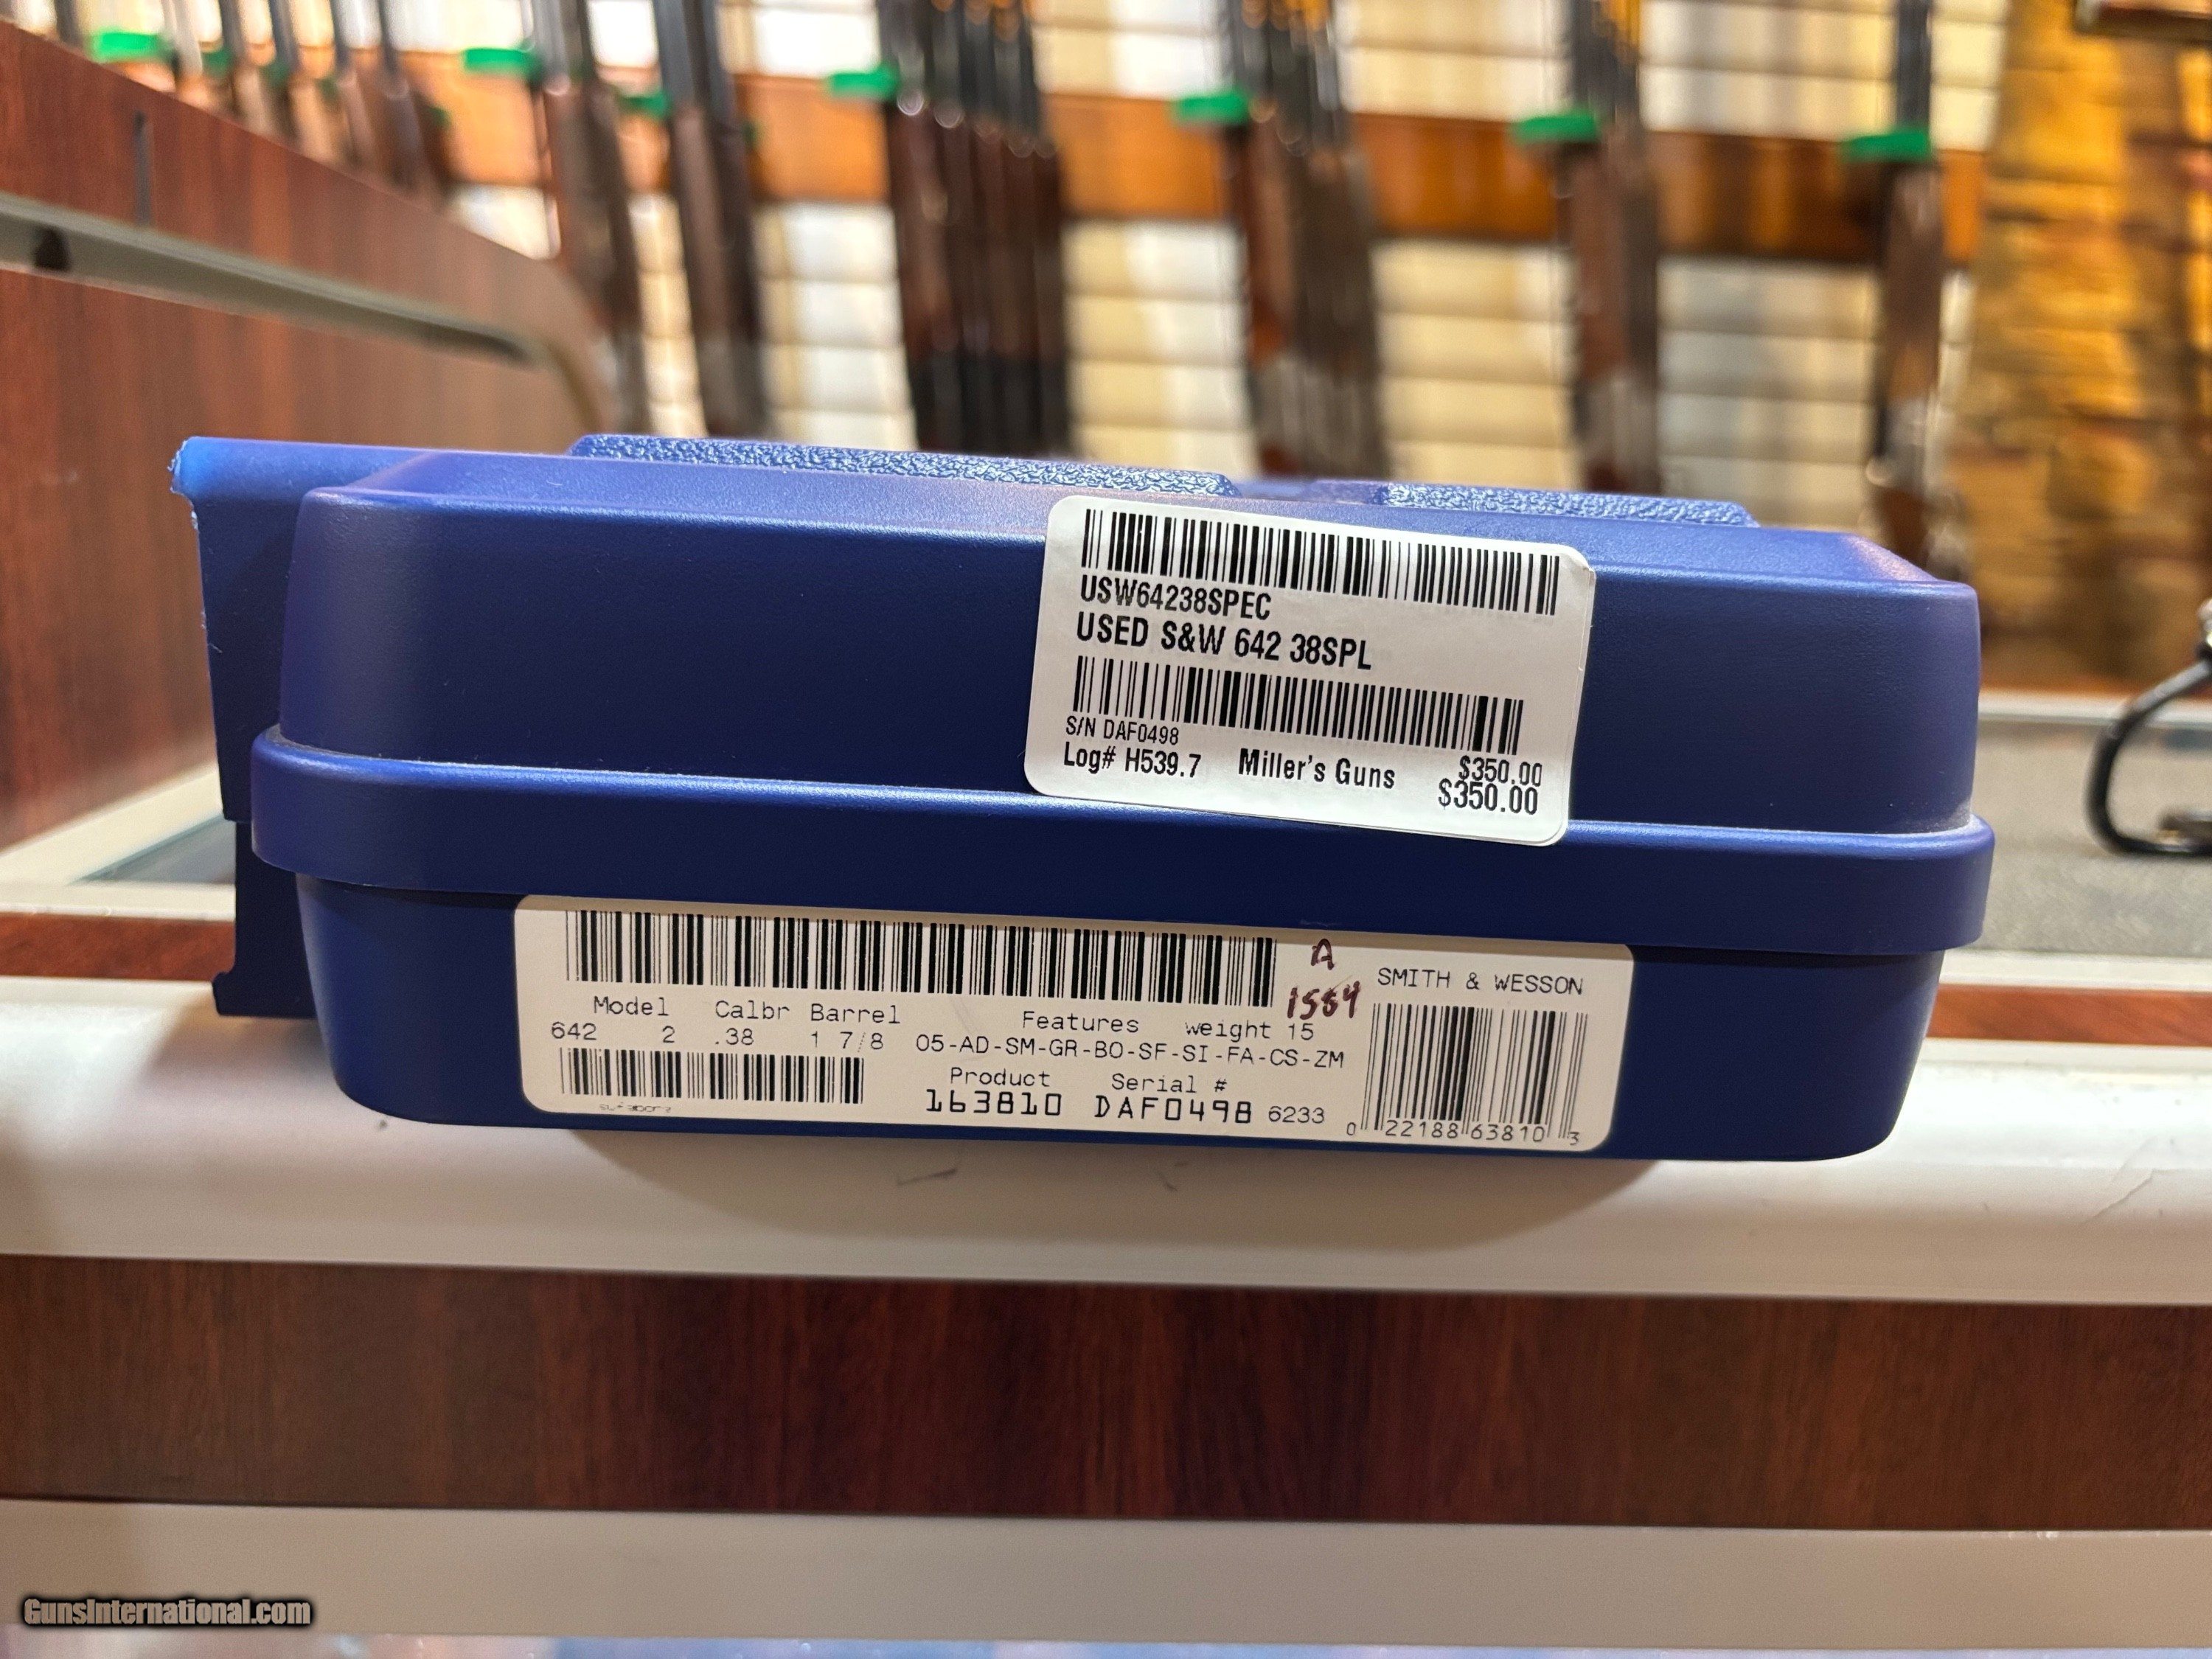 USW64238SPEC
USED S&W 642 38SPL
S/N DAF0498
Log# H539.7 Miller's Guns $350.00
$350.00
A
1554
SMITH & WESSON
Model Calbr Barrel Features weight 15
642 2 .38 1 7/8 05-AD-SM-GR-BO-SF-SI-FA-CS-ZM
Product Serial #
163810 DAF0498 6233
0 22188 63810 3
GunsInternational.com